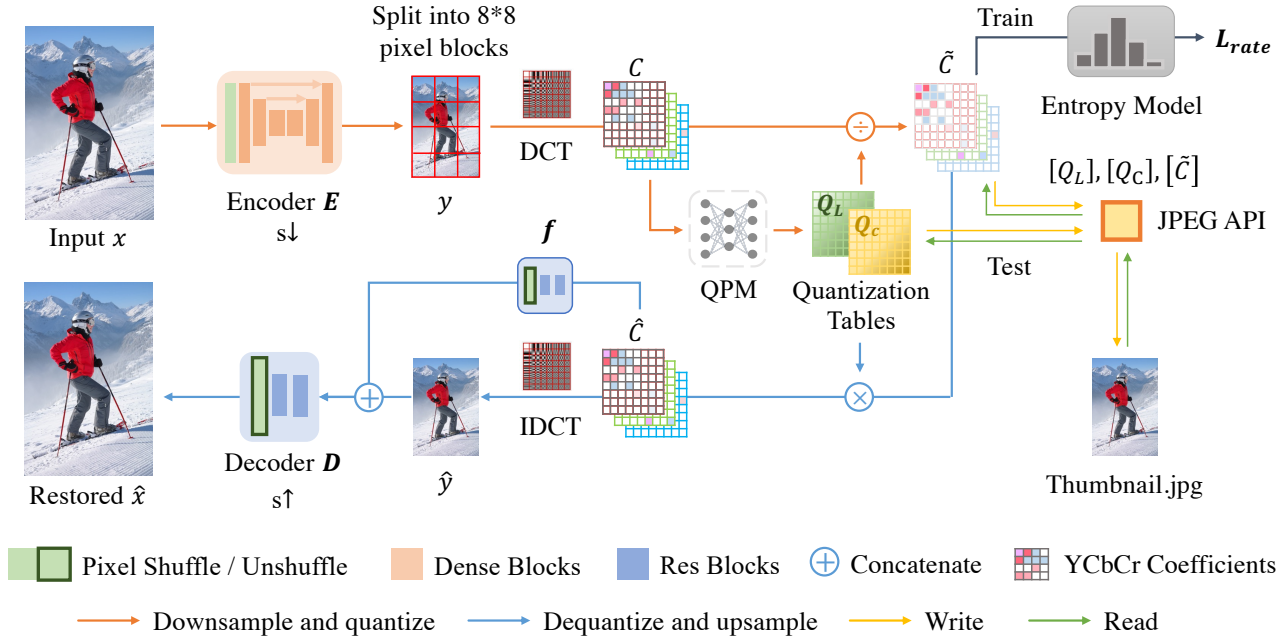 Split into 8*8
pixel blocks
Train
L_rate
C
C̃
Entropy Model
DCT
[Q_L], [Q_C], [C̃]
Encoder E
s↓
y
Input x
Q_L
Q_c
JPEG API
f
QPM
Quantization
Tables
Test
Ĉ
IDCT
Decoder D
s↑
ŷ
Restored x̂
Thumbnail.jpg
Pixel Shuffle / Unshuffle
Dense Blocks
Res Blocks
Concatenate
YCbCr Coefficients
Downsample and quantize
Dequantize and upsample
Write
Read